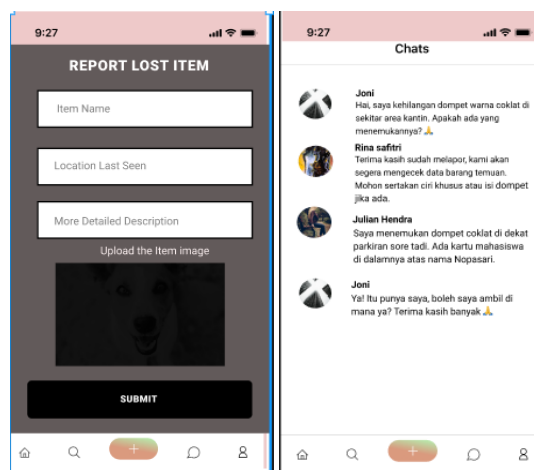 9:27
REPORT LOST ITEM
Item Name
Location Last Seen
More Detailed Description
Upload the Item image
SUBMIT
9:27
Chats
Joni
Hai, saya kehilangan dompet warna coklat di
sekitar area kantin. Apakah ada yang
menemukannya? 🙏
Rina safitri
Terima kasih sudah melapor, kami akan
segera mengecek data barang temuan.
Mohon sertakan ciri khusus atau isi dompet
jika ada.
Julian Hendra
Saya menemukan dompet coklat di dekat
parkiran sore tadi. Ada kartu mahasiswa
di dalamnya atas nama Nopasari.
Joni
Ya! Itu punya saya, boleh saya ambil di
mana ya? Terima kasih banyak 🙏